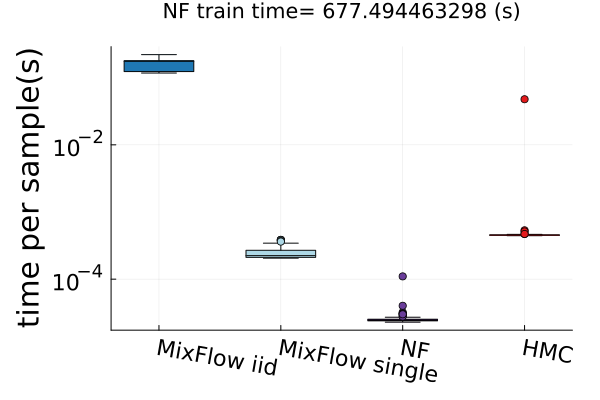 NF train time= 677.494463298 (s)
time per sample(s)
10⁻²
10⁻⁴
MixFlow iid
MixFlow single
NF
HMC